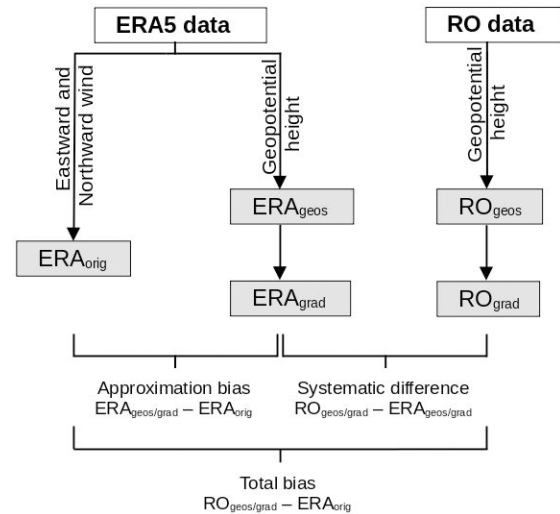 ERA5 data
RO data
Eastward and
Northward wind
Geopotential
height
Geopotential
height
ERAgeos
ROgeos
ERAorig
ERAgrad
ROgrad
Approximation bias
ERAgeos/grad – ERAorig
Systematic difference
ROgeos/grad – ERAgeos/grad
Total bias
ROgeos/grad – ERAorig